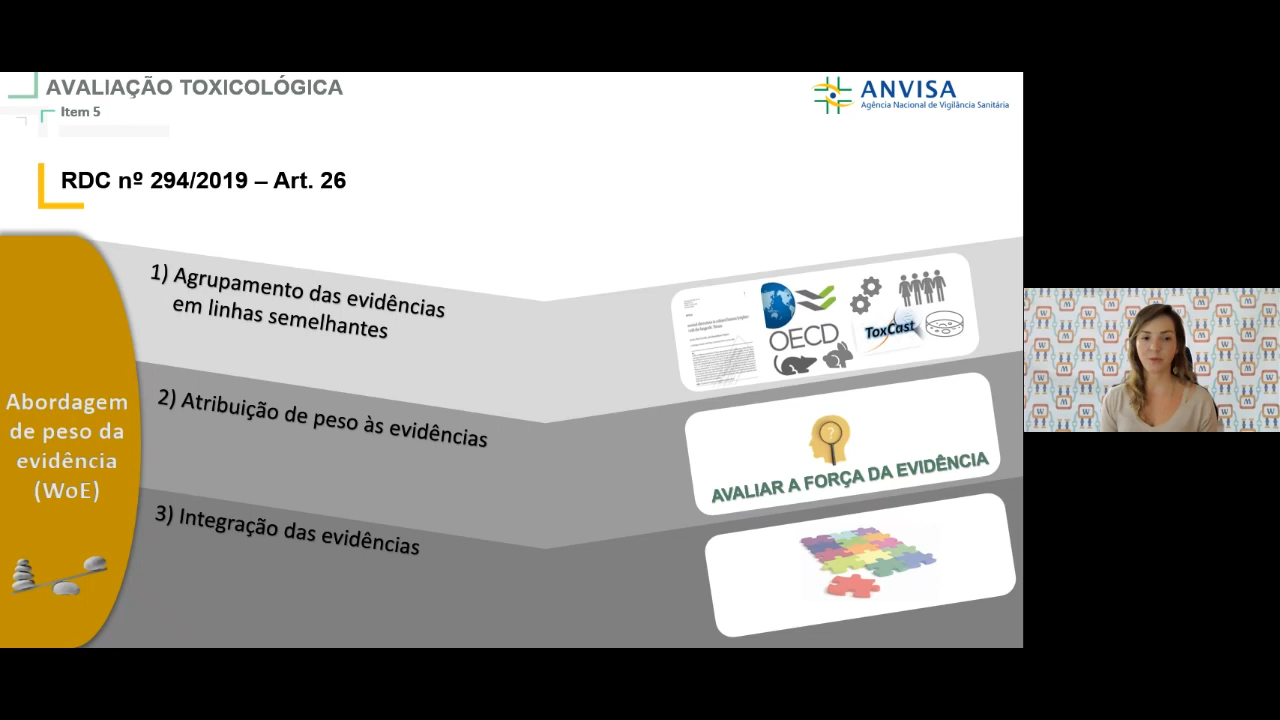 AVALIAÇÃO TOXICOLÓGICA
Item 5
ANVISA
Agência Nacional de Vigilância Sanitária
RDC nº 294/2019 – Art. 26
Abordagem
de peso da
evidência
(WoE)
1) Agrupamento das evidências
em linhas semelhantes
OECD
ToxCast
2) Atribuição de peso às evidências
?
AVALIAR A FORÇA DA EVIDÊNCIA
3) Integração das evidências